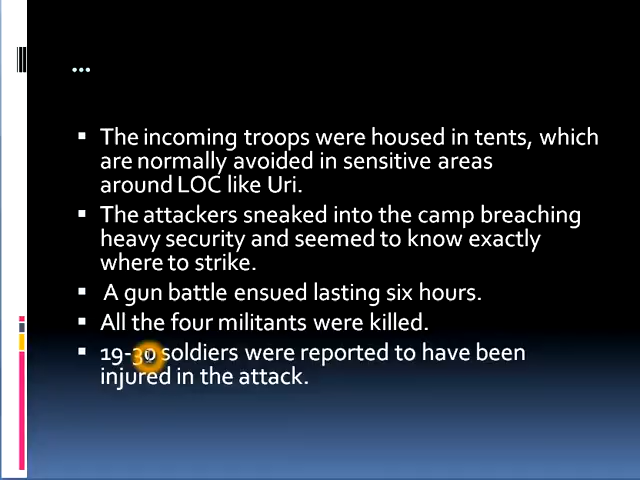 ...
▪ The incoming troops were housed in tents, which
are normally avoided in sensitive areas
around LOC like Uri.
▪ The attackers sneaked into the camp breaching
heavy security and seemed to know exactly
where to strike.
▪ A gun battle ensued lasting six hours.
▪ All the four militants were killed.
▪ 19-30 soldiers were reported to have been
injured in the attack.